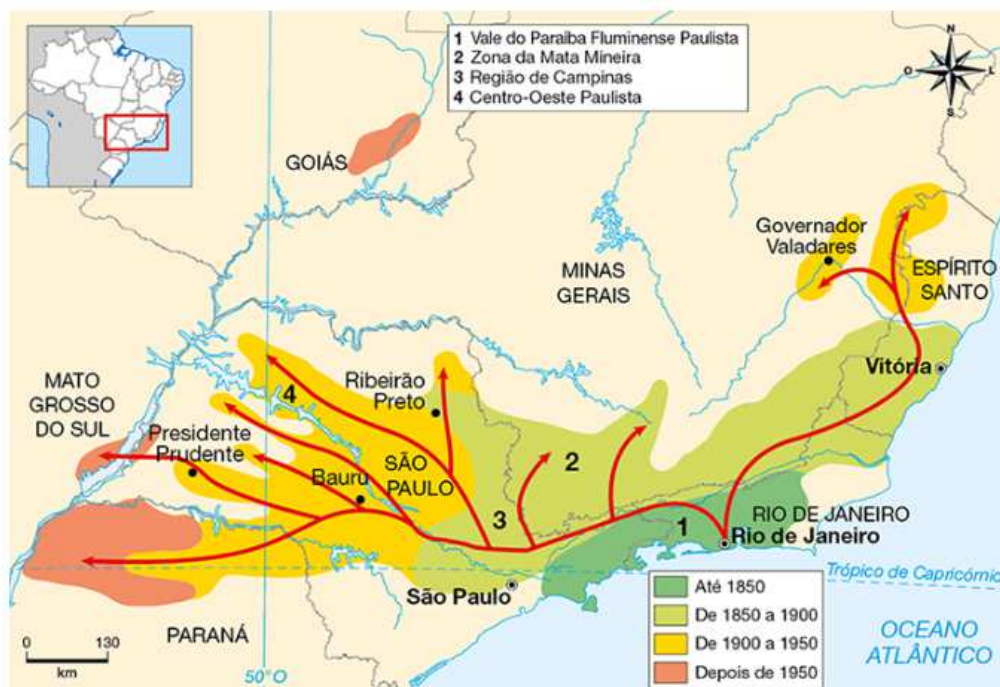 1 Vale do Paraíba Fluminense Paulista
2 Zona da Mata Mineira
3 Região de Campinas
4 Centro-Oeste Paulista
N
O
L
S
GOIÁS
MINAS
GERAIS
Governador
Valadares
ESPÍRITO
SANTO
Vitória
MATO
GROSSO
DO SUL
4
Ribeirão
Preto
Presidente
Prudente
Bauru
SÃO
PAULO
2
3
1
RIO DE JANEIRO
Rio de Janeiro
São Paulo
Trópico de Capricórnio
PARANÁ
0 130
km
50°O
Até 1850
De 1850 a 1900
De 1900 a 1950
Depois de 1950
OCEANO
ATLÂNTICO